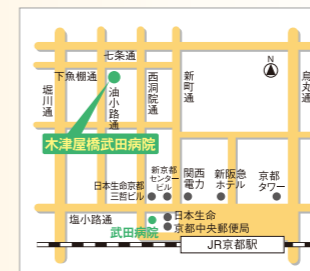 七条通
N
下魚棚通
堀川通
油小路通
西洞院通
新町通
烏丸通
木津屋橋武田病院
新京都
センター
ビル
関西
電力
新阪急
ホテル
京都
タワー
日本生命京都
三哲ビル
塩小路通
武田病院
日本生命
京都中央郵便局
JR京都駅